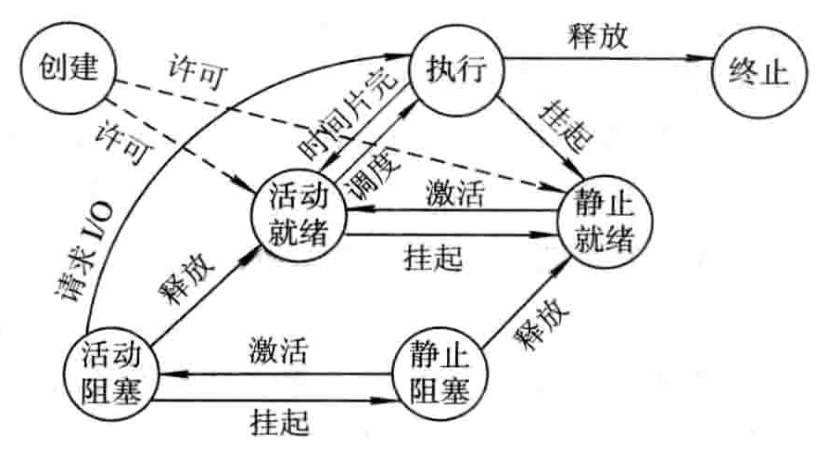 创建
许可
许可
执行
释放
终止
时间片完
调度
挂起
活动
就绪
激活
挂起
静止
就绪
请求 I/O
释放
释放
活动
阻塞
激活
挂起
静止
阻塞